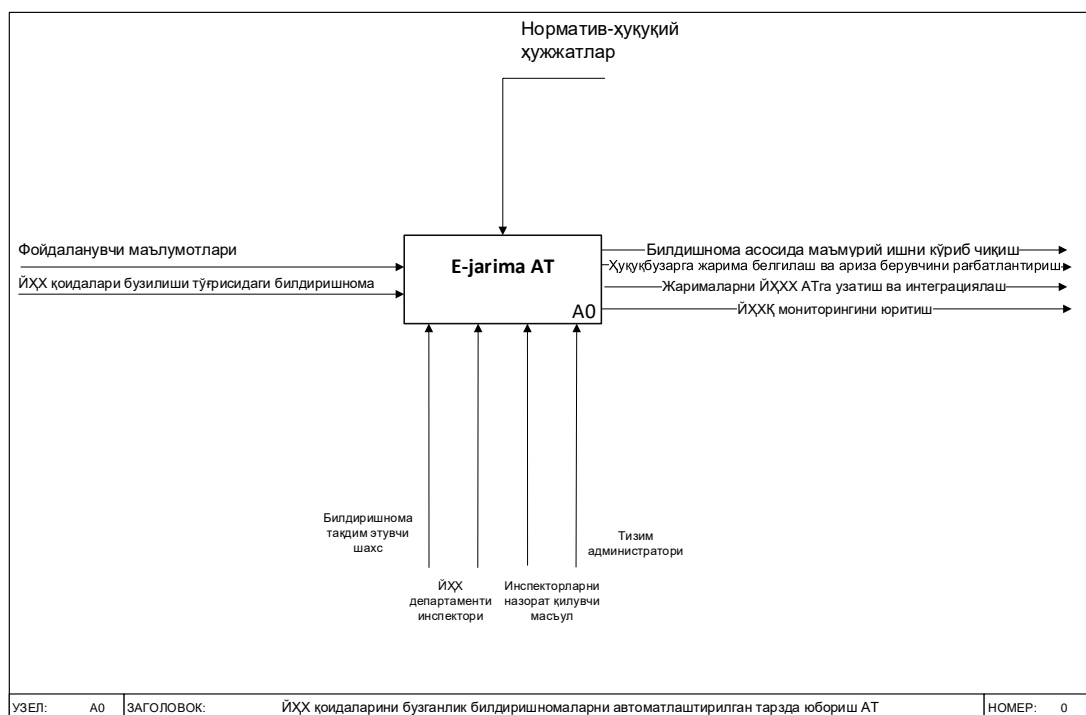 Норматив-ҳуқуқий
ҳужжатлар
Фойдаланувчи маълумотлари
ЙҲХ қоидалари бузилиши тўғрисидаги билдиришнома
E-jarima АТ
A0
Билдишнома асосида маъмурий ишни кўриб чиқиш
Ҳуқуқбузарга жарима белгилаш ва ариза берувчини рағбатлантириш
Жарималарни ЙҲХХ АТга узатиш ва интеграциялаш
ЙҲХҚ мониторингини юритиш
Билдиришнома
тақдим этувчи
шахс
ЙҲХ
департаменти
инспектори
Инспекторларни
назорат қилувчи
масъул
Тизим
администратори
УЗЕЛ: A0 ЗАГОЛОВОК: ЙҲХ қоидаларини бузганлик билдиришномаларни автоматлаштирилган тарзда юбориш АТ НОМЕР: 0